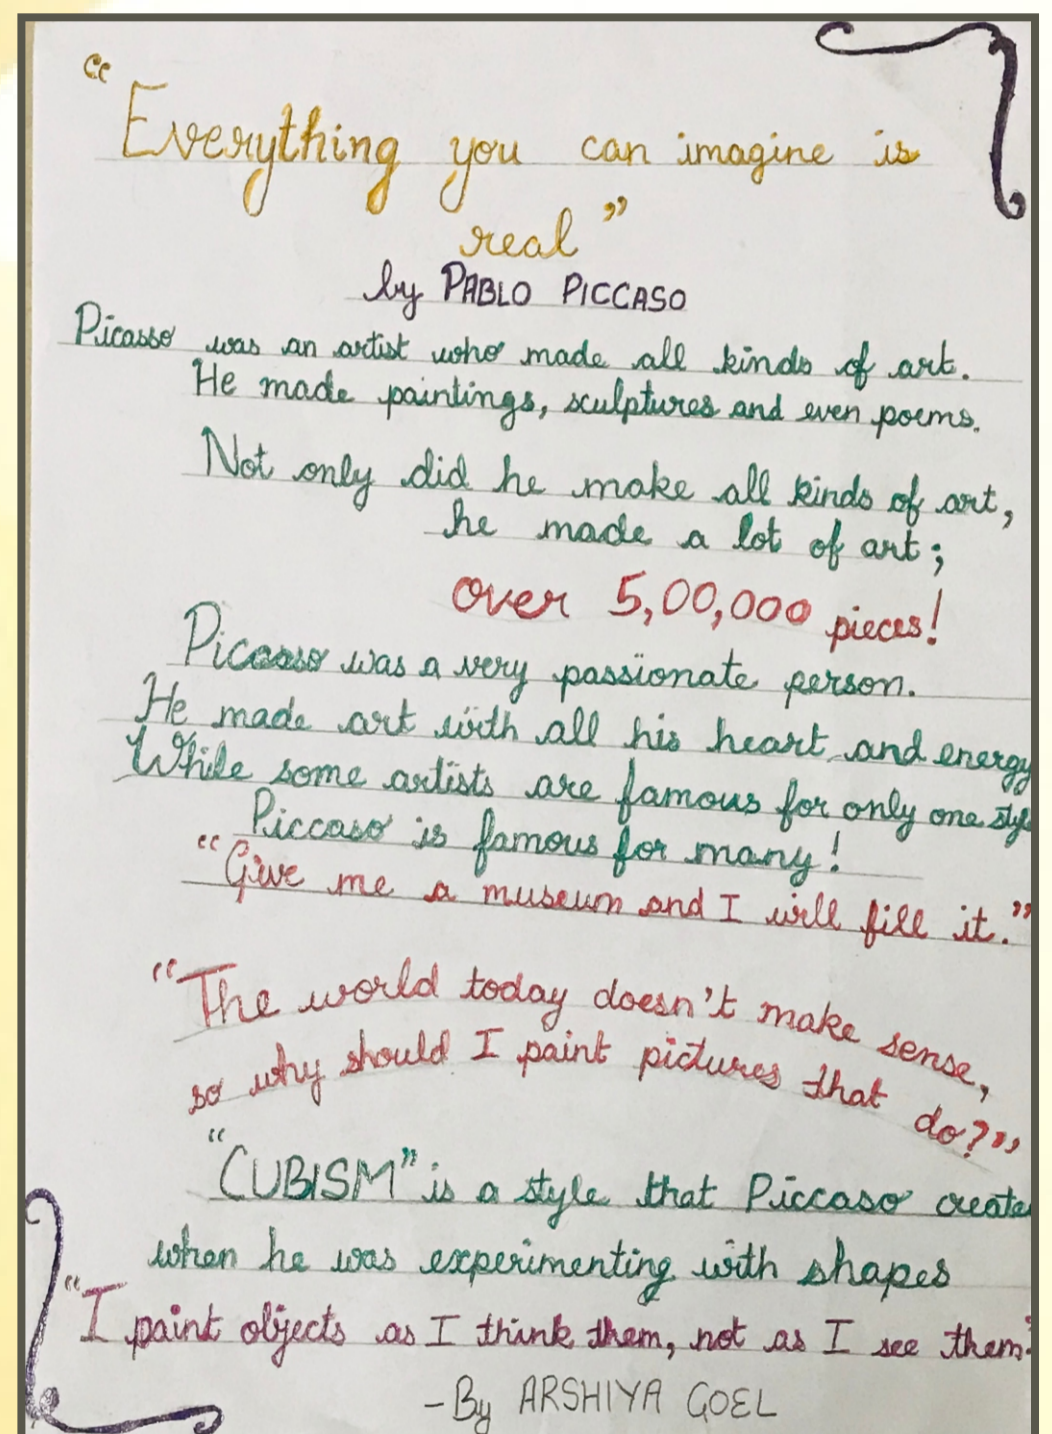 "Everything you can imagine is
real"
by PABLO PICCASO
Picasso was an artist who made all kinds of art.
He made paintings, sculptures and even poems.
Not only did he make all kinds of art,
he made a lot of art;
over 5,00,000 pieces!
Picasso was a very passionate person.
He made art with all his heart and energy
While some artists are famous for only one
Piccaso is famous for many!
"Give me a museum and I will fill it."
"The world today doesn't make sense,
so why should I paint pictures that do?"
"CUBISM" is a style that Piccaso create
when he was experimenting with shapes
"I paint objects as I think them, not as I see them.
-By ARSHIYA GOEL